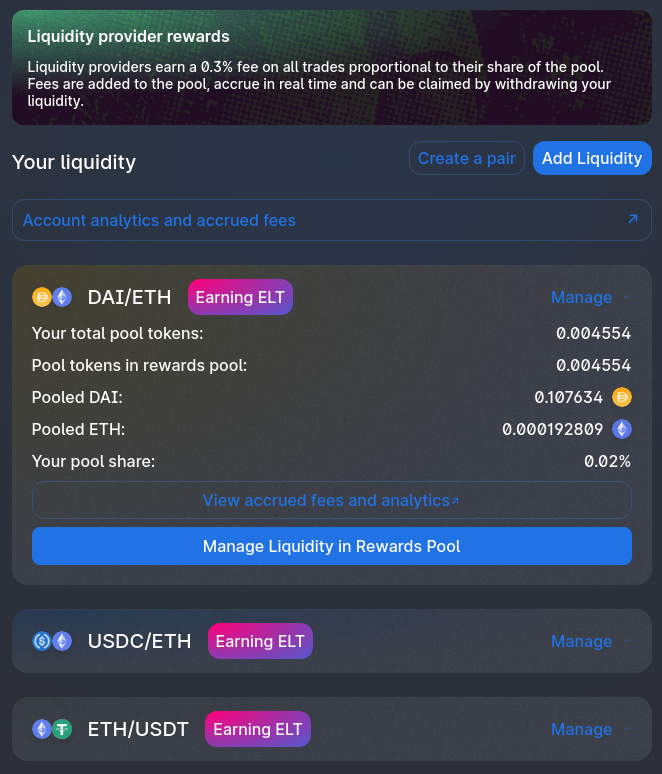 Liquidity provider rewards
Liquidity providers earn a 0.3% fee on all trades proportional to their share of the pool.
Fees are added to the pool, accrue in real time and can be claimed by withdrawing your
liquidity.
Your liquidity
Create a pair
Add Liquidity
Account analytics and accrued fees ↗
DAI/ETH Earning ELT Manage
Your total pool tokens: 0.004554
Pool tokens in rewards pool: 0.004554
Pooled DAI: 0.107634
Pooled ETH: 0.000192809
Your pool share: 0.02%
View accrued fees and analytics↗
Manage Liquidity in Rewards Pool
USDC/ETH Earning ELT Manage
ETH/USDT Earning ELT Manage